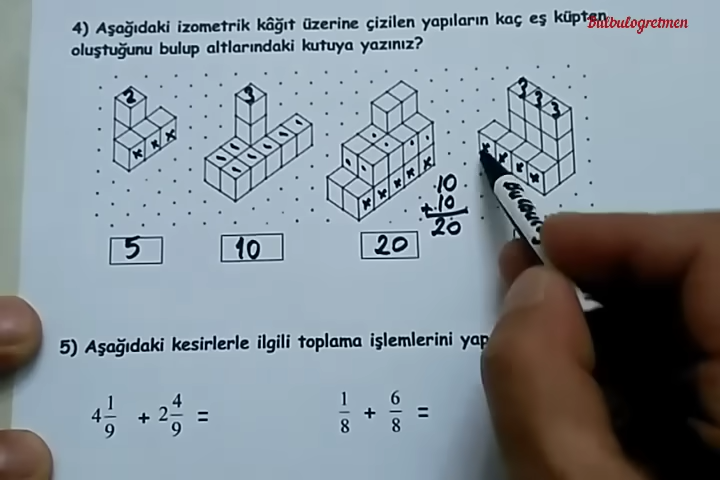 bulbulogretmen
4) Aşağıdaki izometrik kâğıt üzerine çizilen yapıların kaç eş küpten
oluştuğunu bulup altlarındaki kutuya yazınız?
2
3
3 3 3
10
+ 10
20
5
10
20
5) Aşağıdaki kesirlerle ilgili toplama işlemlerini yap
4 1/9 + 2 4/9 =
1/8 + 6/8 =